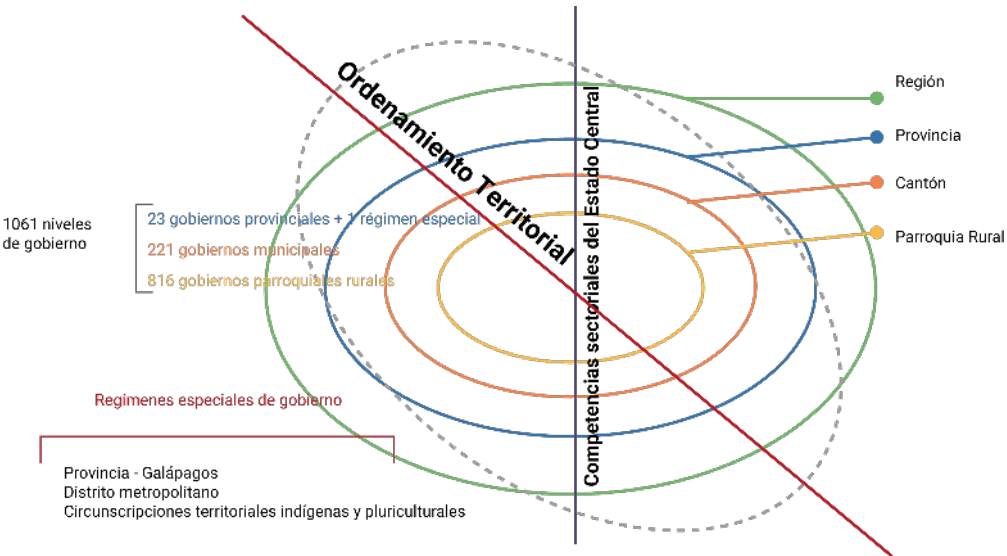 Región
Provincia
Cantón
Parroquia Rural
Ordenamiento Territorial
Competencias sectoriales del Estado Central
1061 niveles
de gobierno
23 gobiernos provinciales + 1 régimen especial
221 gobiernos municipales
816 gobiernos parroquiales rurales
Regimenes especiales de gobierno
Provincia - Galápagos
Distrito metropolitano
Circunscripciones territoriales indígenas y pluriculturales